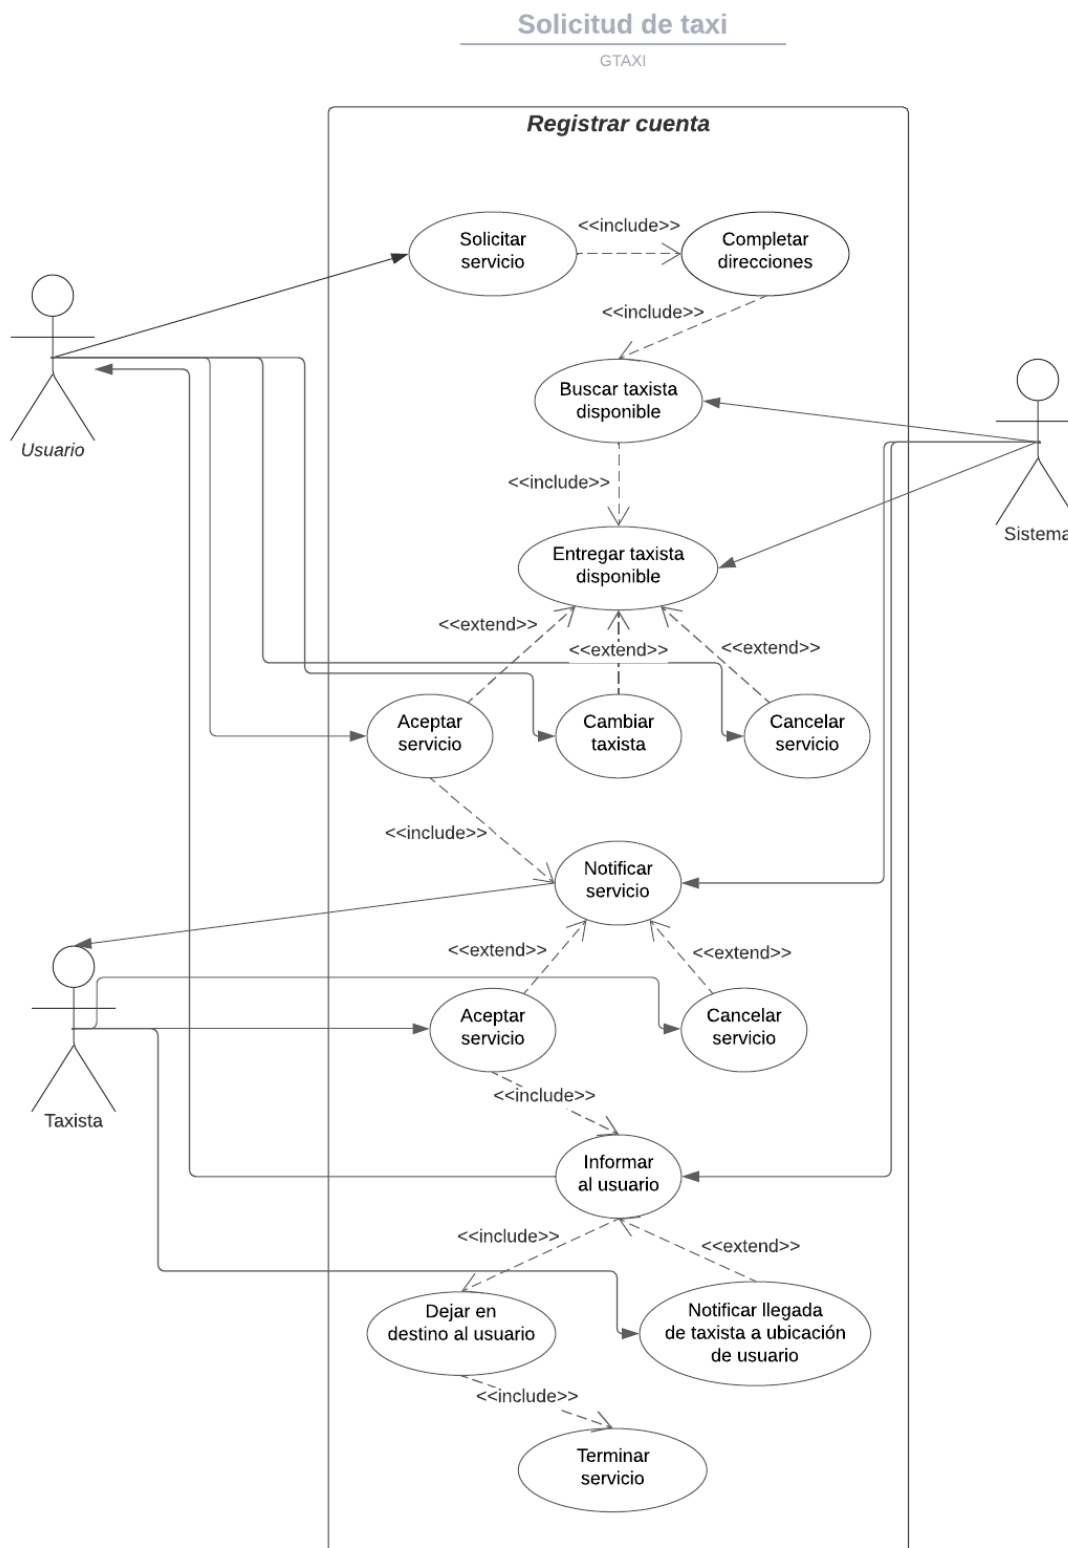 Solicitud de taxi
GTAXI
Registrar cuenta
Solicitar
servicio
<<include>>
Completar
direcciones
<<include>>
Buscar taxista
disponible
Usuario
<<include>>
Sistema
Entregar taxista
disponible
<<extend>>
<<extend>>
<<extend>>
Aceptar
servicio
Cambiar
taxista
Cancelar
servicio
<<include>>
Notificar
servicio
<<extend>>
<<extend>>
Aceptar
servicio
Cancelar
servicio
Taxista
<<include>>
Informar
al usuario
<<include>>
<<extend>>
Dejar en
destino al usuario
Notificar llegada
de taxista a ubicación
de usuario
<<include>>
Terminar
servicio